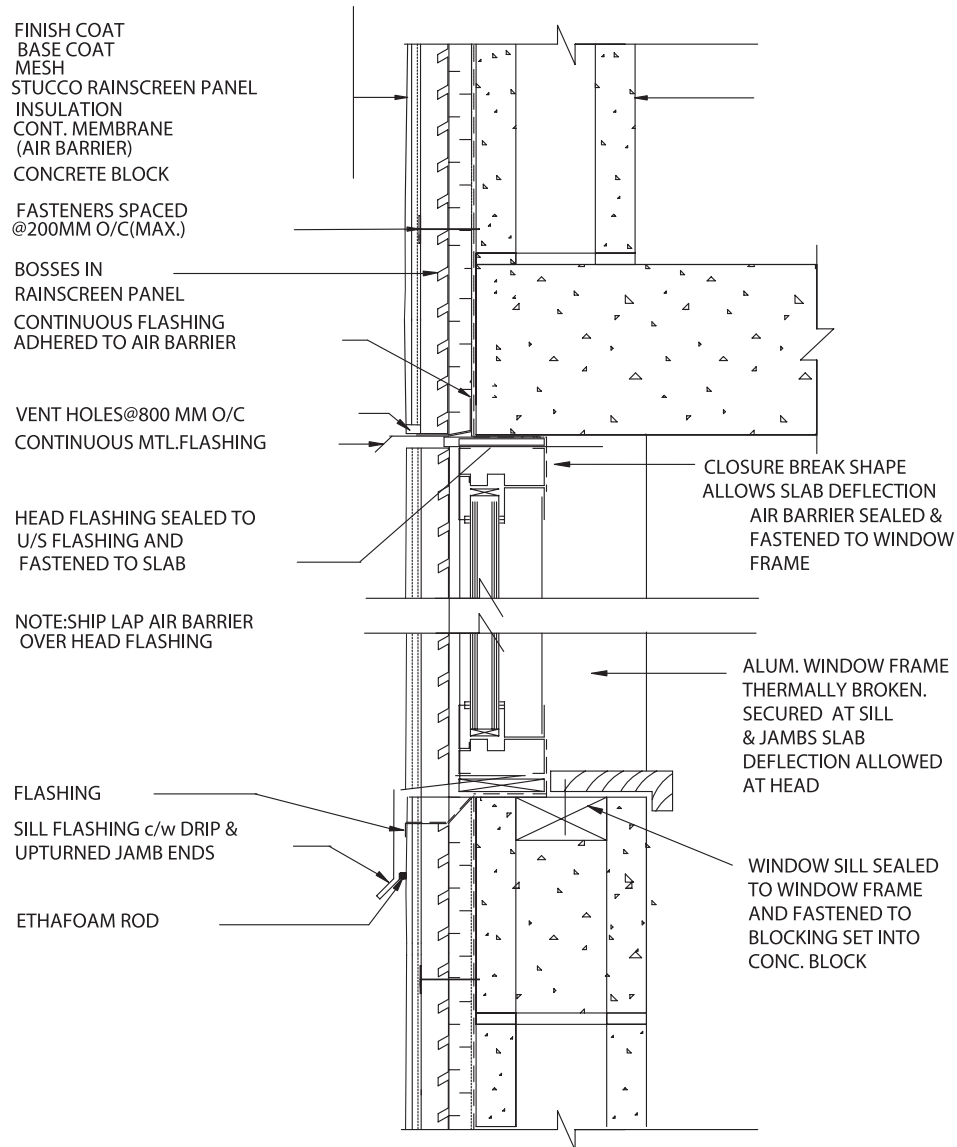 FINISH COAT
BASE COAT
MESH
STUCCO RAINSCREEN PANEL
INSULATION
CONT. MEMBRANE
(AIR BARRIER)
CONCRETE BLOCK
FASTENERS SPACED
@200MM O/C(MAX.)
BOSSES IN
RAINSCREEN PANEL
CONTINUOUS FLASHING
ADHERED TO AIR BARRIER
VENT HOLES@800 MM O/C
CONTINUOUS MTL.FLASHING
HEAD FLASHING SEALED TO
U/S FLASHING AND
FASTENED TO SLAB
NOTE:SHIP LAP AIR BARRIER
OVER HEAD FLASHING
FLASHING
SILL FLASHING c/w DRIP &
UPTURNED JAMB ENDS
ETHAFOAM ROD
CLOSURE BREAK SHAPE
ALLOWS SLAB DEFLECTION
AIR BARRIER SEALED &
FASTENED TO WINDOW
FRAME
ALUM. WINDOW FRAME
THERMALLY BROKEN.
SECURED AT SILL
& JAMBS SLAB
DEFLECTION ALLOWED
AT HEAD
WINDOW SILL SEALED
TO WINDOW FRAME
AND FASTENED TO
BLOCKING SET INTO
CONC. BLOCK